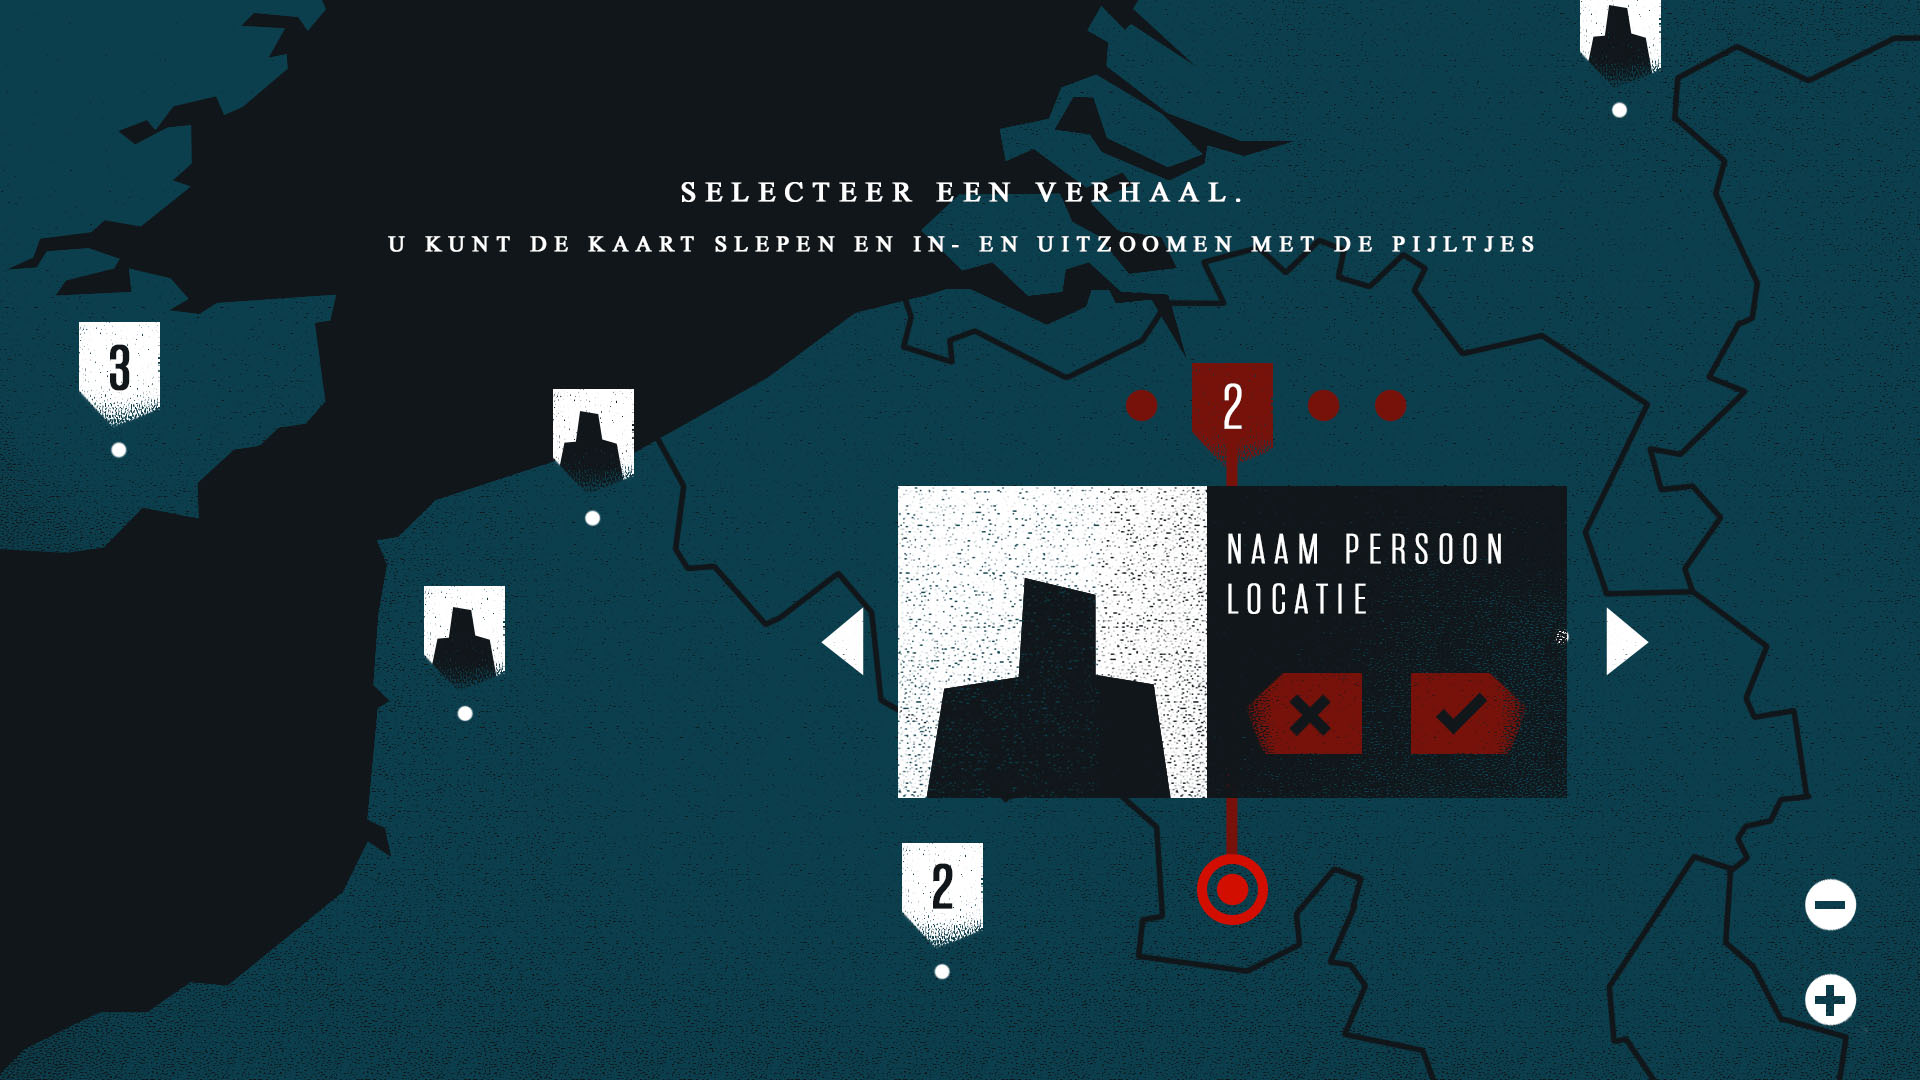 SELECTEER EEN VERHAAL.
U KUNT DE KAART SLEPEN EN IN- EN UITZOOMEN MET DE PIJLTJES
3
2
NAAM PERSOON
LOCATIE
2